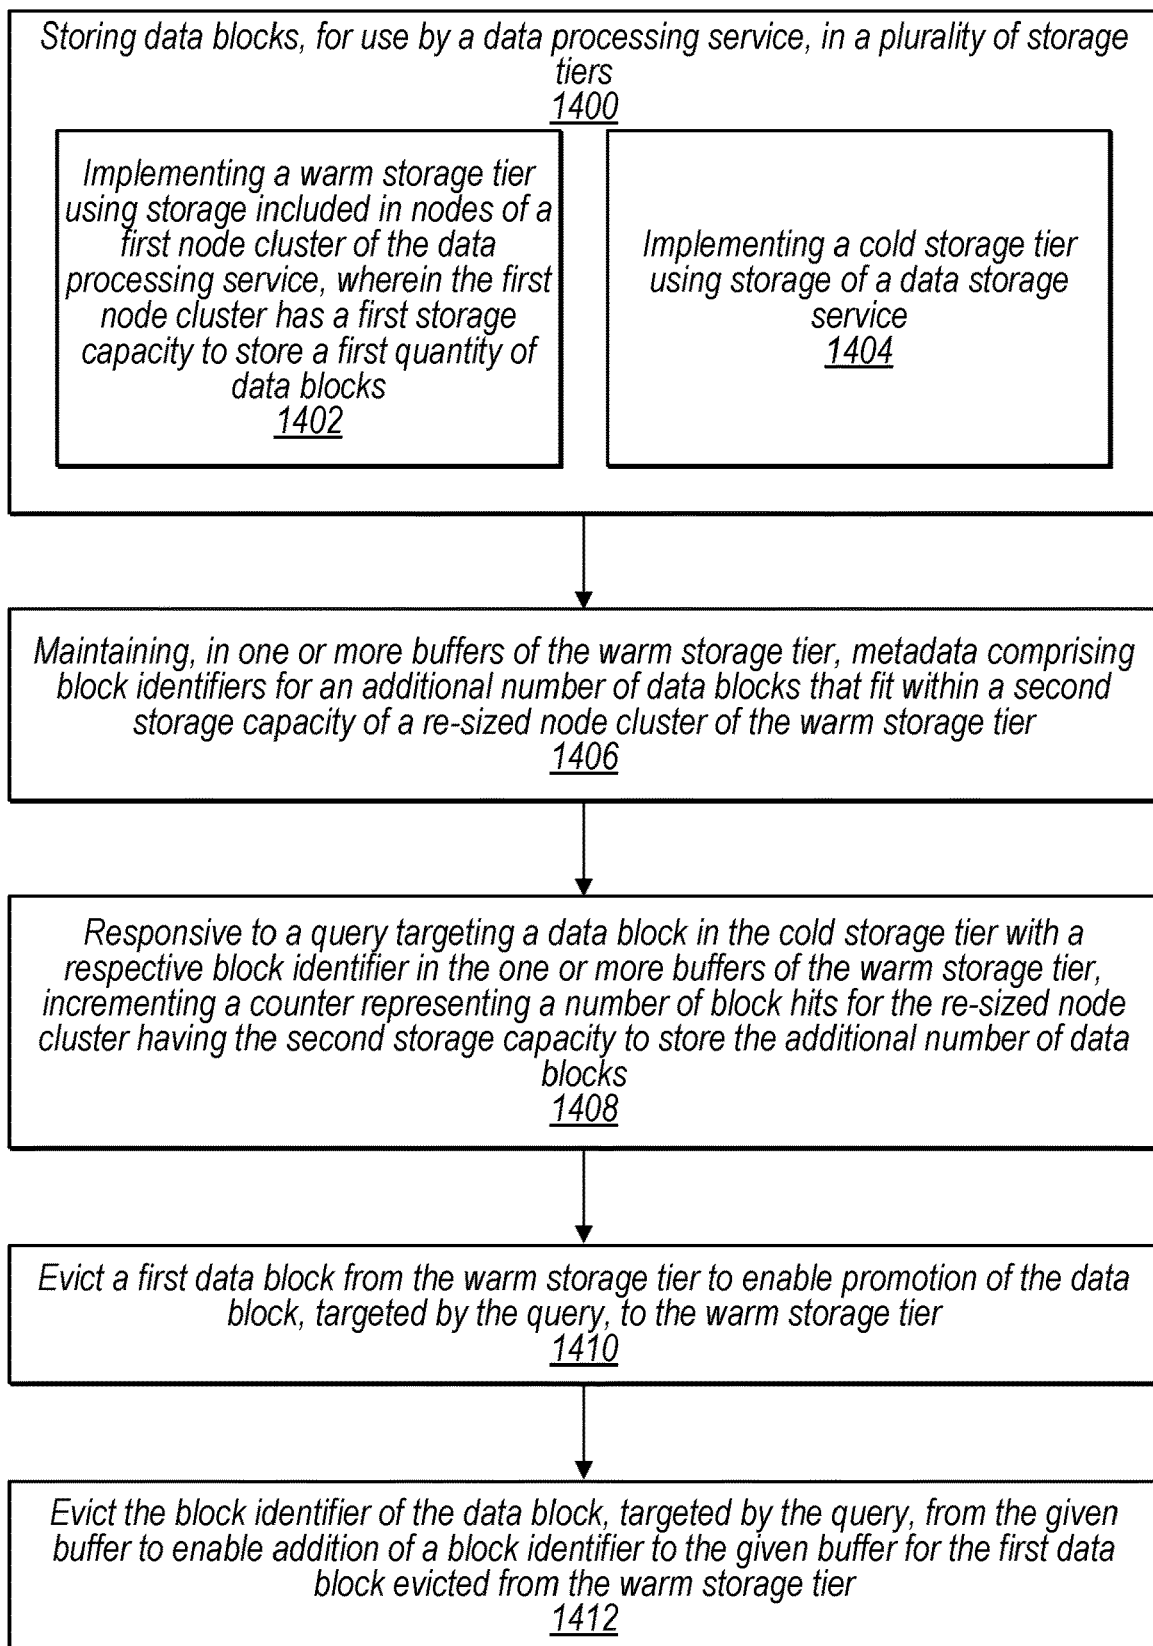 Storing data blocks, for use by a data processing service, in a plurality of storage
tiers
1400
Implementing a warm storage tier
using storage included in nodes of a
first node cluster of the data
processing service, wherein the first
node cluster has a first storage
capacity to store a first quantity of
data blocks
1402
Implementing a cold storage tier
using storage of a data storage
service
1404
Maintaining, in one or more buffers of the warm storage tier, metadata comprising
block identifiers for an additional number of data blocks that fit within a second
storage capacity of a re-sized node cluster of the warm storage tier
1406
Responsive to a query targeting a data block in the cold storage tier with a
respective block identifier in the one or more buffers of the warm storage tier,
incrementing a counter representing a number of block hits for the re-sized node
cluster having the second storage capacity to store the additional number of data
blocks
1408
Evict a first data block from the warm storage tier to enable promotion of the data
block, targeted by the query, to the warm storage tier
1410
Evict the block identifier of the data block, targeted by the query, from the given
buffer to enable addition of a block identifier to the given buffer for the first data
block evicted from the warm storage tier
1412